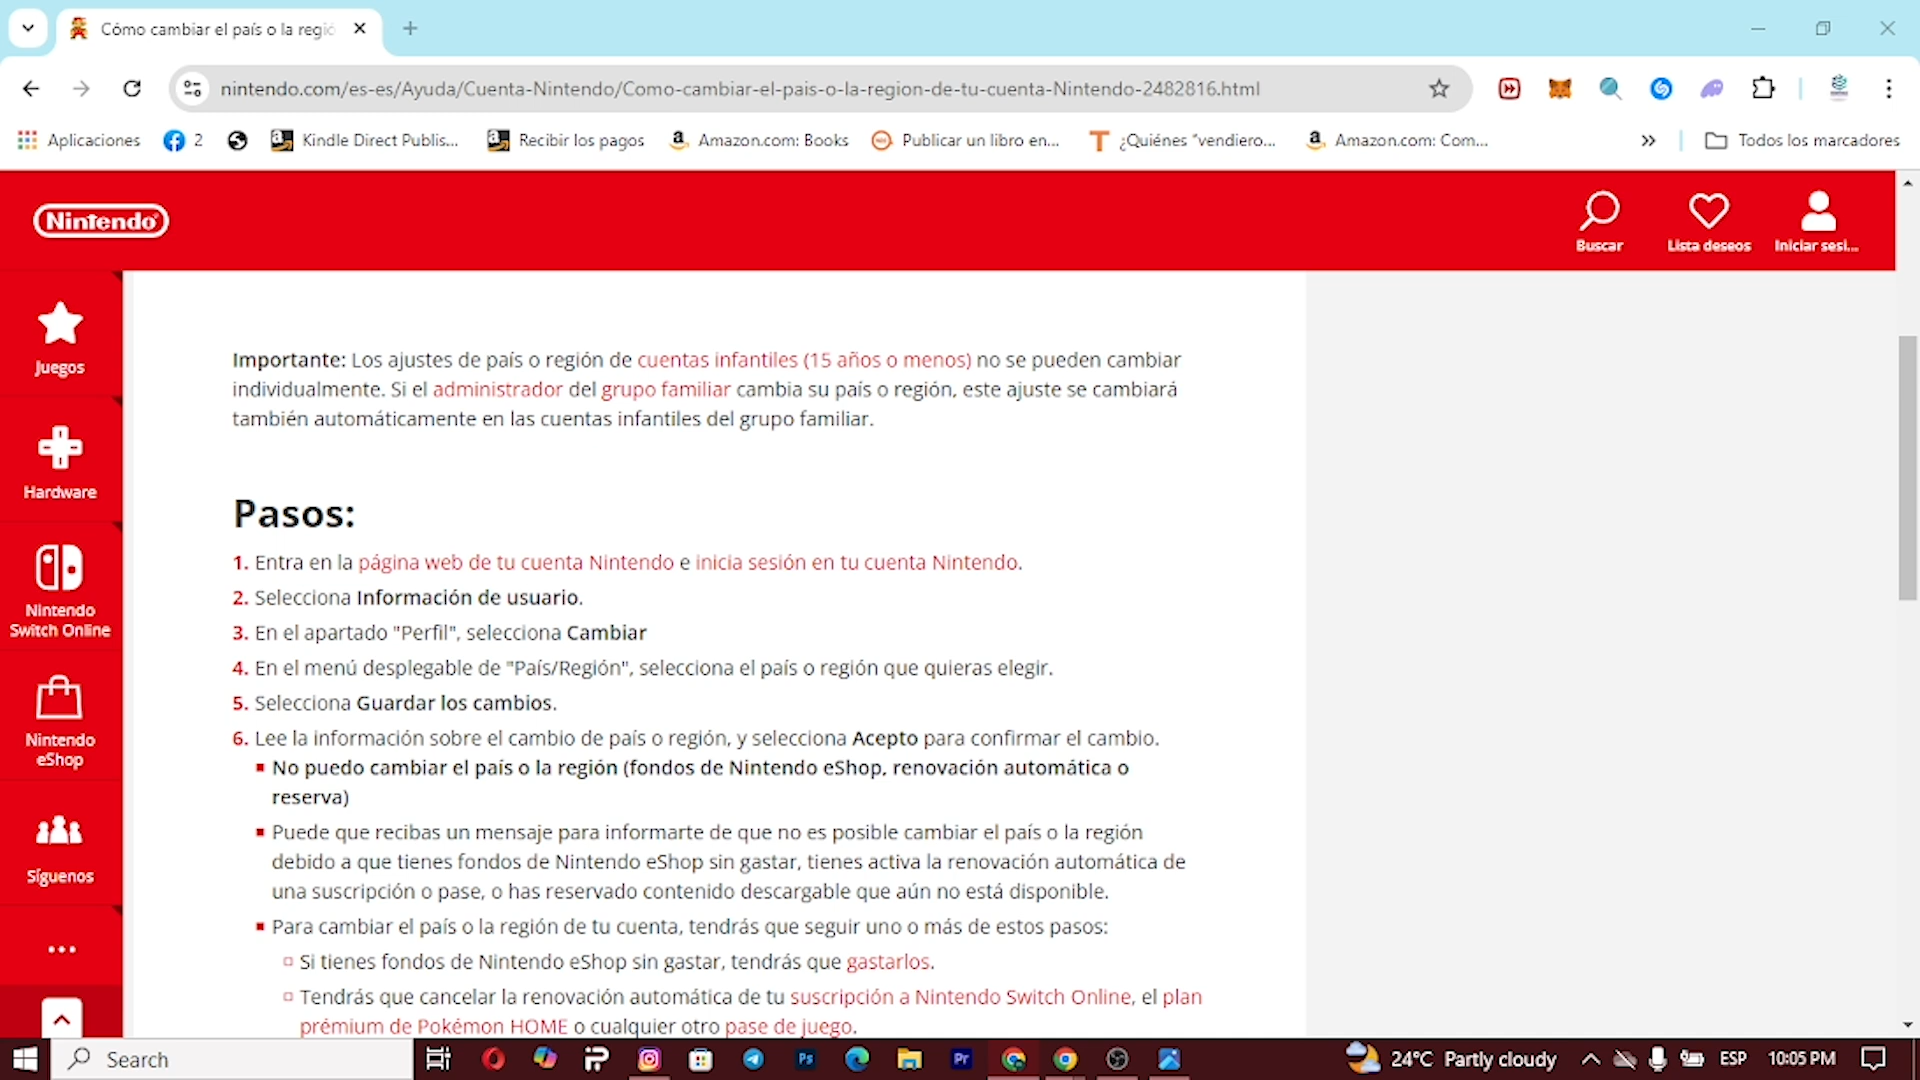 Cómo cambiar el país o la regió
nintendo.com/es-es/Ayuda/Cuenta-Nintendo/Como-cambiar-el-pais-o-la-region-de-tu-cuenta-Nintendo-2482816.html
Aplicaciones 2 Kindle Direct Publis... Recibir los pagos Amazon.com: Books Publicar un libro en... ¿Quiénes "vendiero... Amazon.com: Com... » Todos los marcadores
Nintendo
Buscar Lista deseos Iniciar sesi...
Juegos
Hardware
Nintendo
Switch Online
Nintendo
eShop
Síguenos
Importante: Los ajustes de país o región de cuentas infantiles (15 años o menos) no se pueden cambiar
individualmente. Si el administrador del grupo familiar cambia su país o región, este ajuste se cambiará
también automáticamente en las cuentas infantiles del grupo familiar.
Pasos:
1. Entra en la página web de tu cuenta Nintendo e inicia sesión en tu cuenta Nintendo.
2. Selecciona Información de usuario.
3. En el apartado "Perfil", selecciona Cambiar
4. En el menú desplegable de "País/Región", selecciona el país o región que quieras elegir.
5. Selecciona Guardar los cambios.
6. Lee la información sobre el cambio de país o región, y selecciona Acepto para confirmar el cambio.
No puedo cambiar el país o la región (fondos de Nintendo eShop, renovación automática o
reserva)
Puede que recibas un mensaje para informarte de que no es posible cambiar el país o la región
debido a que tienes fondos de Nintendo eShop sin gastar, tienes activa la renovación automática de
una suscripción o pase, o has reservado contenido descargable que aún no está disponible.
Para cambiar el país o la región de tu cuenta, tendrás que seguir uno o más de estos pasos:
Si tienes fondos de Nintendo eShop sin gastar, tendrás que gastarlos.
Tendrás que cancelar la renovación automática de tu suscripción a Nintendo Switch Online, el plan
prémium de Pokémon HOME o cualquier otro pase de juego.
Search Ps Pr 24°C Partly cloudy ESP 10:05 PM